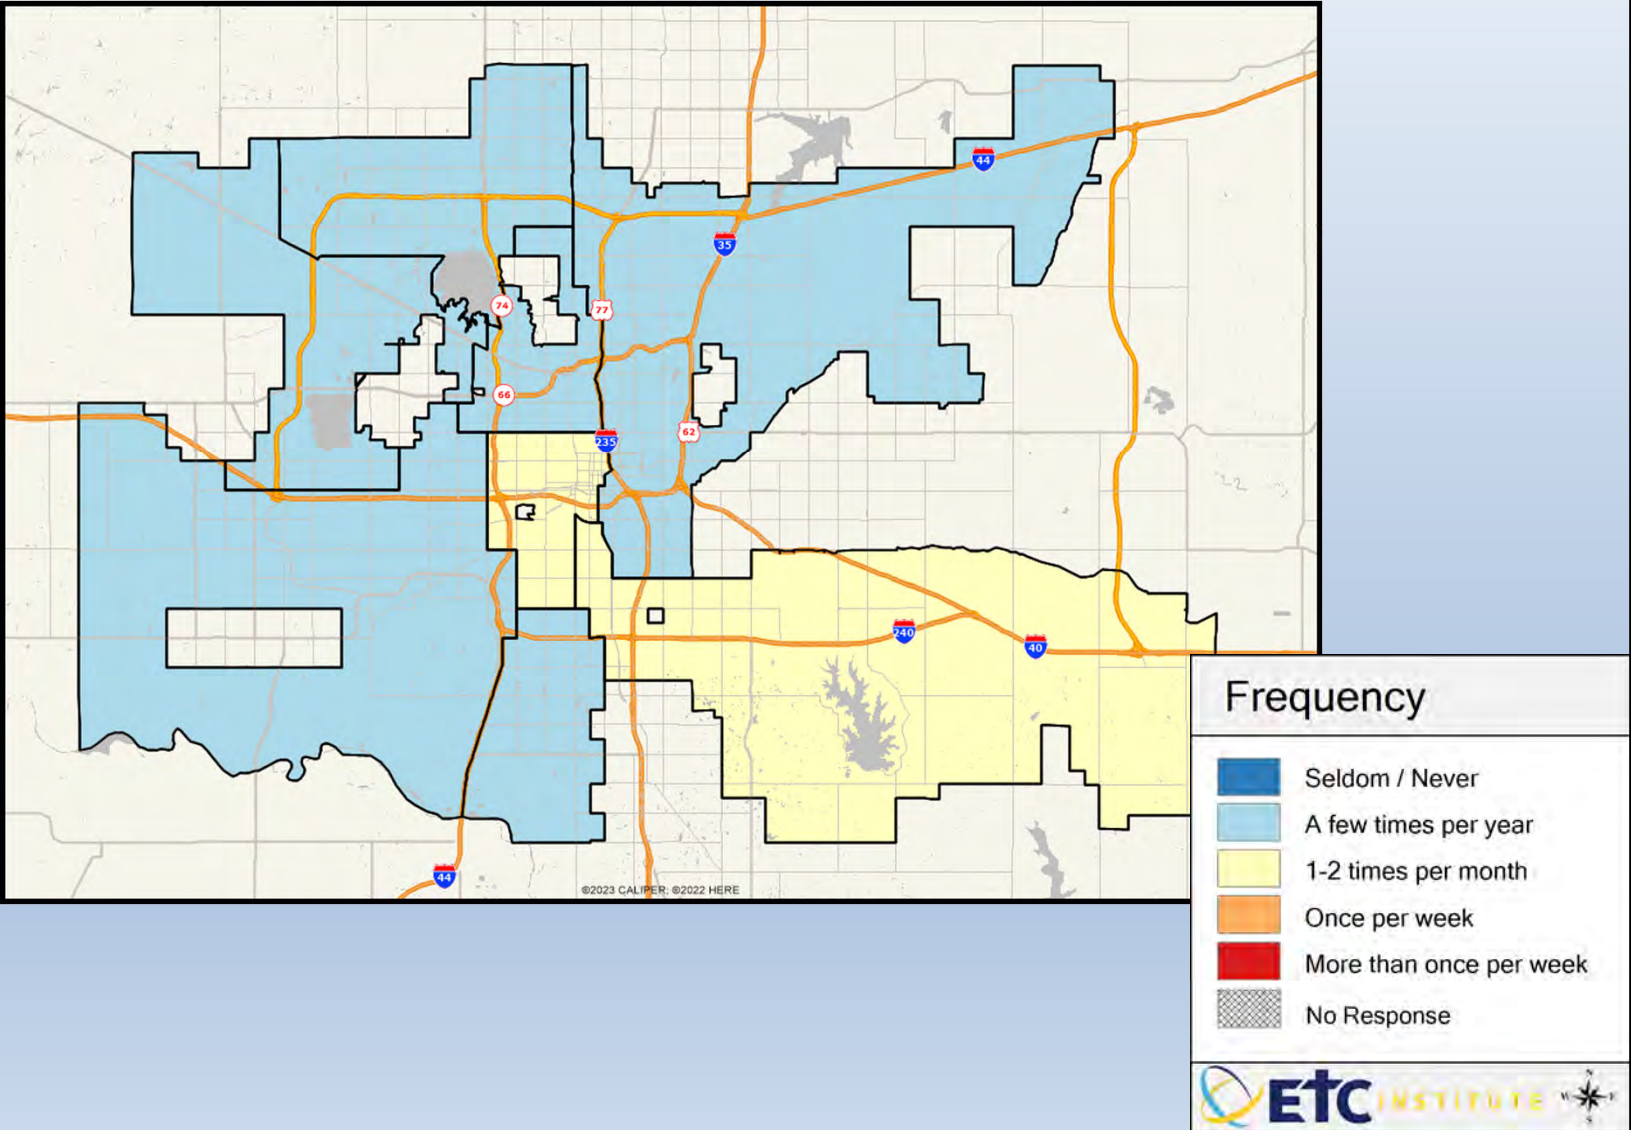 44
35
74
77
66
62
235
240
40
44
©2023 CALIPER; ©2022 HERE
Frequency
Seldom / Never
A few times per year
1-2 times per month
Once per week
More than once per week
No Response
N
ETC INSTITUTE W E
S